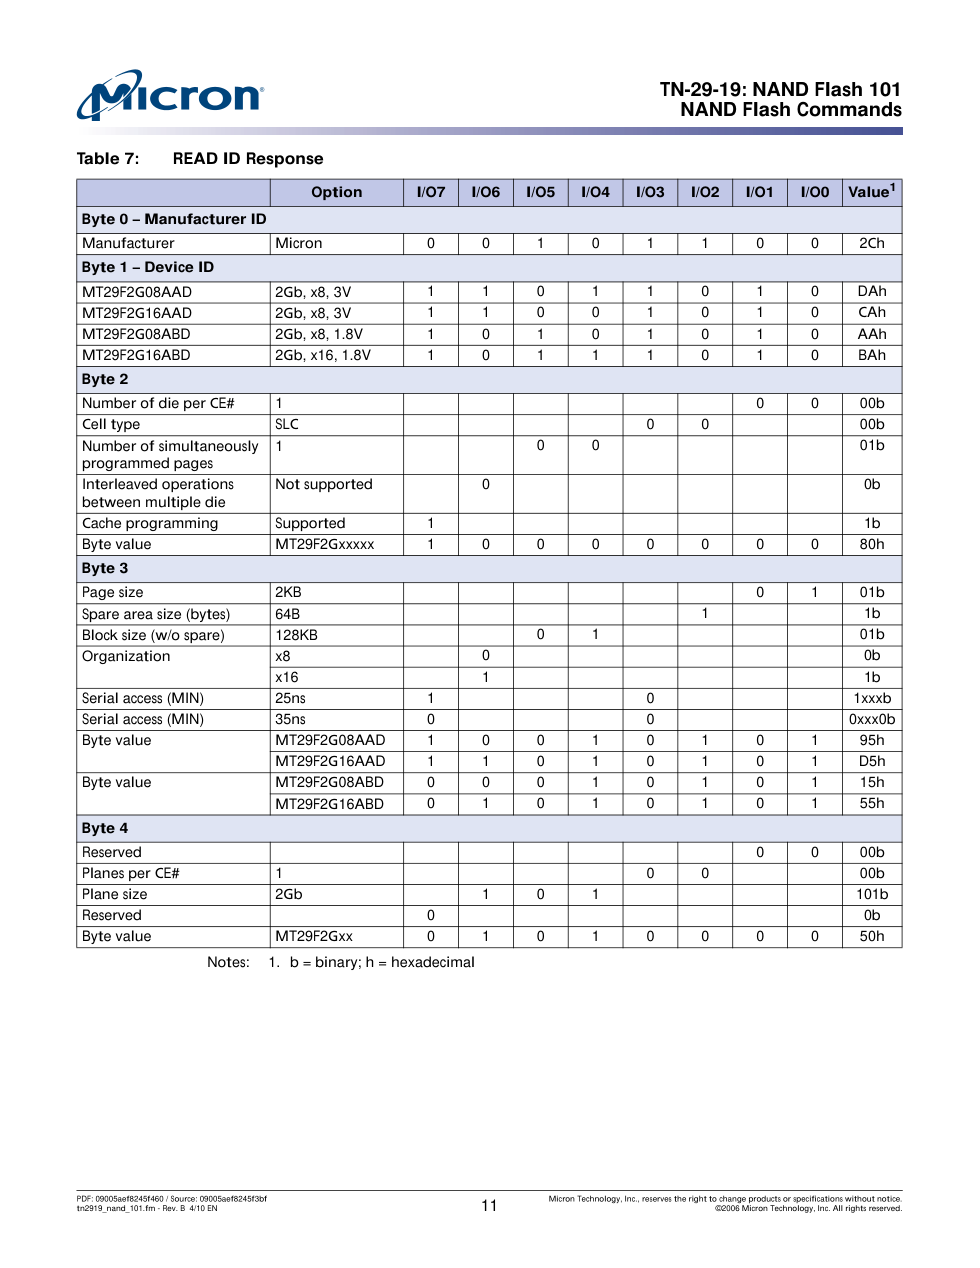 Micron®
TN-29-19: NAND Flash 101
NAND Flash Commands
Table 7: READ ID Response
Option I/O7 I/O6 I/O5 I/O4 I/O3 I/O2 I/O1 I/O0 Value1
Byte 0 – Manufacturer ID
Manufacturer Micron 0 0 1 0 1 1 0 0 2Ch
Byte 1 – Device ID
MT29F2G08AAD 2Gb, x8, 3V 1 1 0 1 1 0 1 0 DAh
MT29F2G16AAD 2Gb, x8, 3V 1 1 0 0 1 0 1 0 CAh
MT29F2G08ABD 2Gb, x8, 1.8V 1 0 1 0 1 0 1 0 AAh
MT29F2G16ABD 2Gb, x16, 1.8V 1 0 1 1 1 0 1 0 BAh
Byte 2
Number of die per CE# 1 0 0 00b
Cell type SLC 0 0 00b
Number of simultaneously 1 0 0 01b
programmed pages
Interleaved operations Not supported 0 0b
between multiple die
Cache programming Supported 1 1b
Byte value MT29F2Gxxxxx 1 0 0 0 0 0 0 0 80h
Byte 3
Page size 2KB 0 1 01b
Spare area size (bytes) 64B 1 1b
Block size (w/o spare) 128KB 0 1 01b
Organization x8 0 0b
x16 1 1b
Serial access (MIN) 25ns 1 0 1xxxb
Serial access (MIN) 35ns 0 0 0xxx0b
Byte value MT29F2G08AAD 1 0 0 1 0 1 0 1 95h
MT29F2G16AAD 1 1 0 1 0 1 0 1 D5h
Byte value MT29F2G08ABD 0 0 0 1 0 1 0 1 15h
MT29F2G16ABD 0 1 0 1 0 1 0 1 55h
Byte 4
Reserved 0 0 00b
Planes per CE# 1 0 0 00b
Plane size 2Gb 1 0 1 101b
Reserved 0 0b
Byte value MT29F2Gxx 0 1 0 1 0 0 0 0 50h
Notes: 1. b = binary; h = hexadecimal
PDF: 09005aef8245f460 / Source: 09005aef8245f3bf
tn2919_nand_101.fm - Rev. B 4/10 EN
11
Micron Technology, Inc., reserves the right to change products or specifications without notice.
©2006 Micron Technology, Inc. All rights reserved.